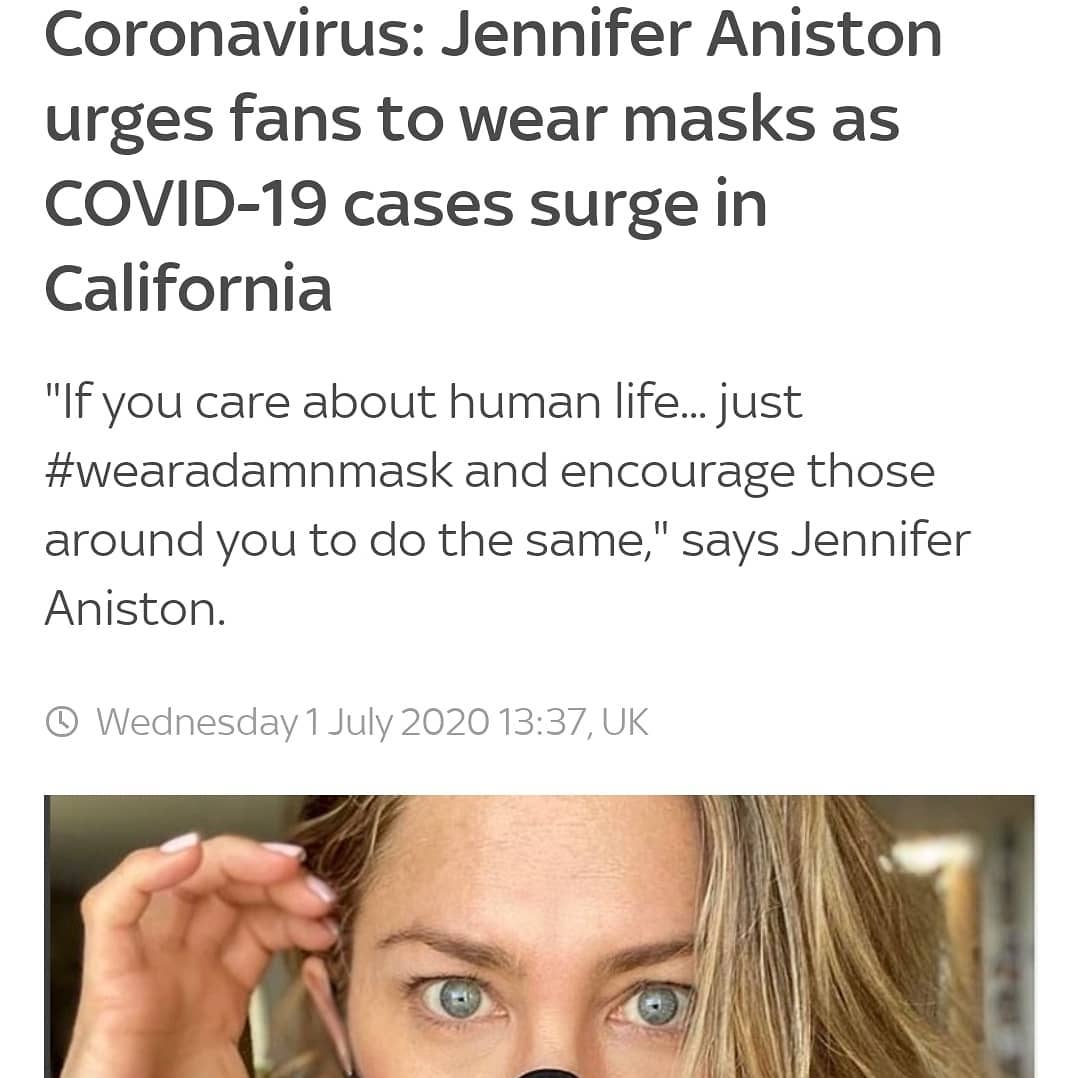 Coronavirus: Jennifer Aniston
urges fans to wear masks as
COVID-19 cases surge in
California
"If you care about human life... just
#wearadamnmask and encourage those
around you to do the same," says Jennifer
Aniston.
Wednesday 1 July 2020 13:37, UK